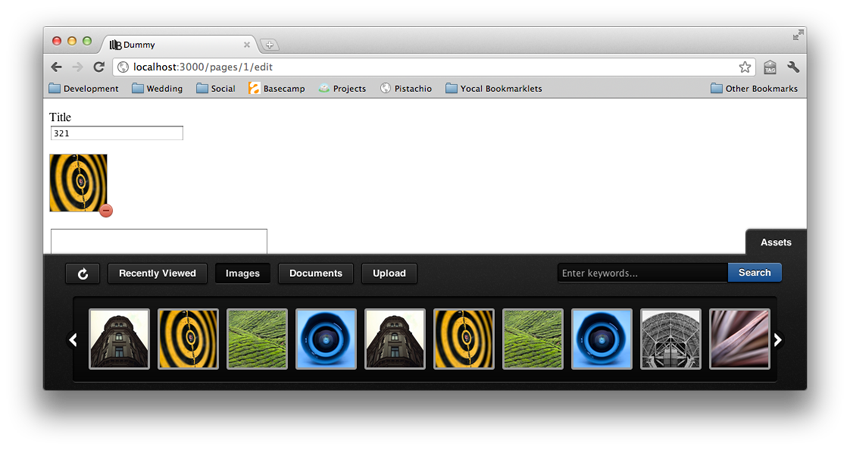 Dummy
localhost:3000/pages/1/edit
Development Wedding Social Basecamp Projects Pistachio Yocal Bookmarklets Other Bookmarks
Title
321
Assets
Recently Viewed Images Documents Upload Enter keywords... Search